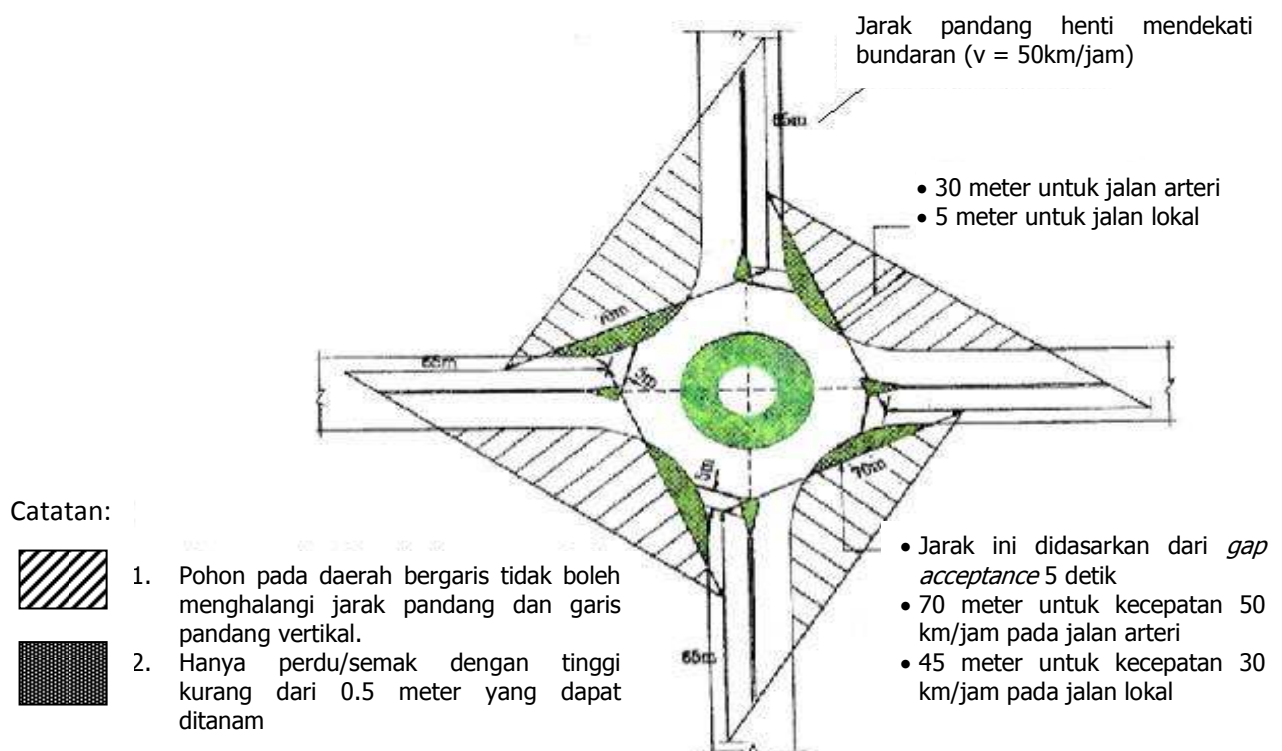 Jarak pandang henti mendekati
bundaran (v = 50km/jam)
65m
• 30 meter untuk jalan arteri
• 5 meter untuk jalan lokal
70m
65m
5m
5m
70m
65m
Catatan:
1. Pohon pada daerah bergaris tidak boleh
menghalangi jarak pandang dan garis
pandang vertikal.
2. Hanya perdu/semak dengan tinggi
kurang dari 0.5 meter yang dapat
ditanam
• Jarak ini didasarkan dari gap
acceptance 5 detik
• 70 meter untuk kecepatan 50
km/jam pada jalan arteri
• 45 meter untuk kecepatan 30
km/jam pada jalan lokal